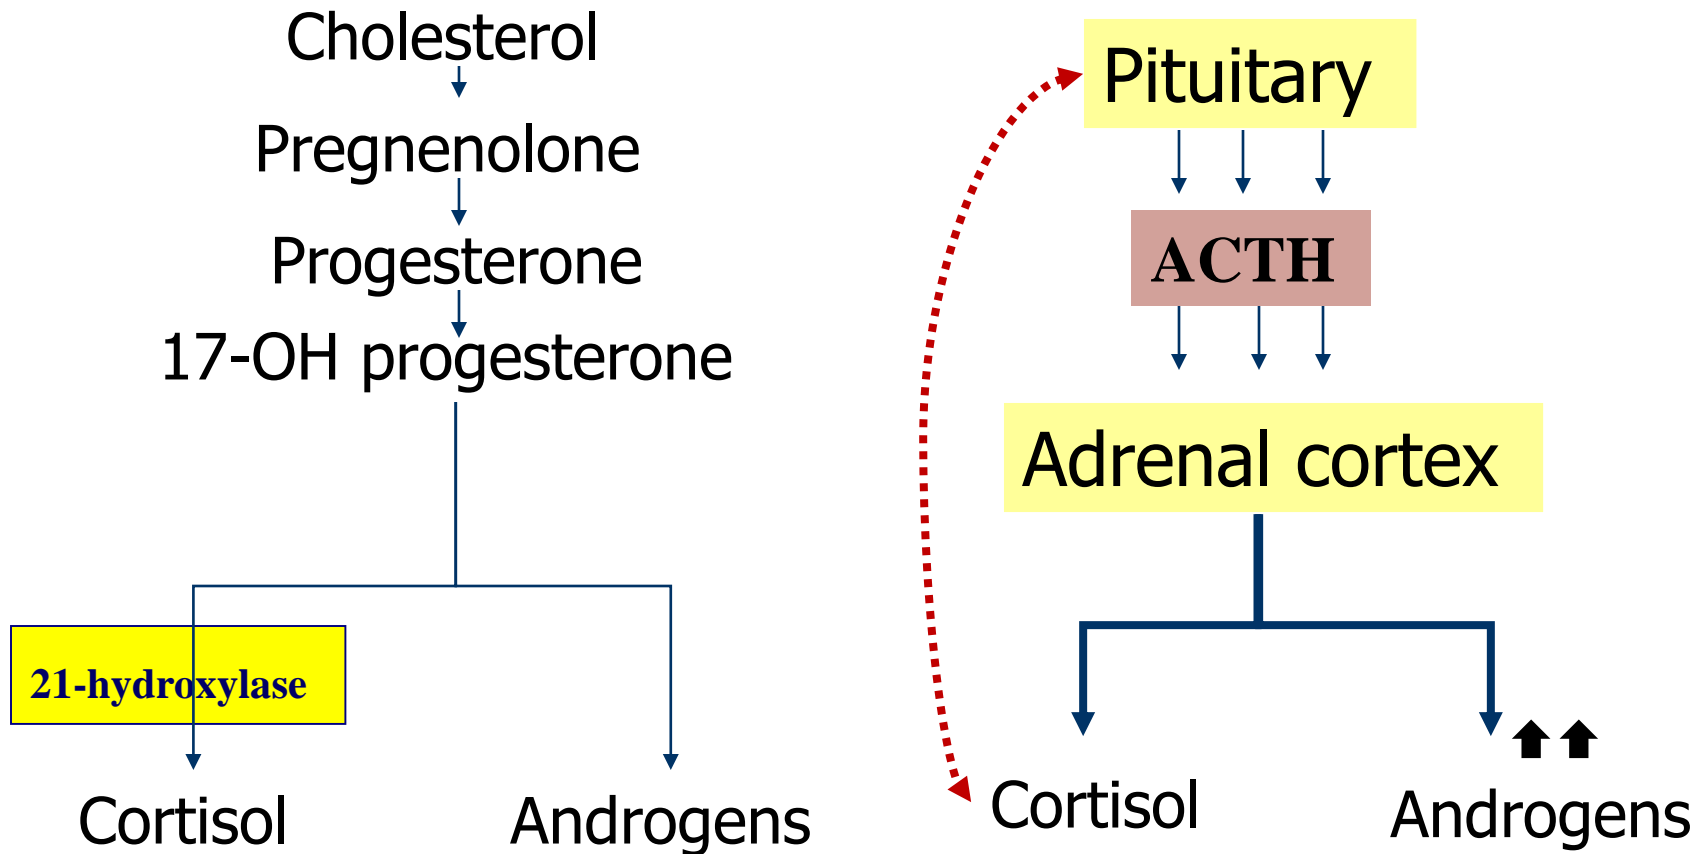 Cholesterol
Pregnenolone
Progesterone
17-OH progesterone
21-hydroxylase
Cortisol
Androgens
Pituitary
ACTH
Adrenal cortex
Cortisol
Androgens